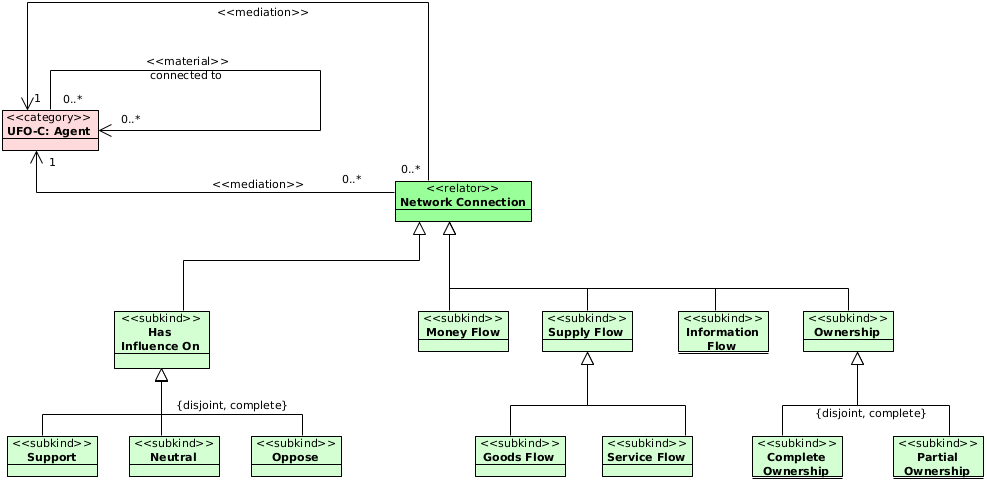 <<mediation>>
<<material>>
connected to
1
0..*
<<category>>
UFO-C: Agent
0..*
1
<<mediation>>
0..*
0..*
<<relator>>
Network Connection
<<subkind>>
Has
Influence On
<<subkind>>
Money Flow
<<subkind>>
Supply Flow
<<subkind>>
Information
Flow
<<subkind>>
Ownership
{disjoint, complete}
{disjoint, complete}
<<subkind>>
Support
<<subkind>>
Neutral
<<subkind>>
Oppose
<<subkind>>
Goods Flow
<<subkind>>
Service Flow
<<subkind>>
Complete
Ownership
<<subkind>>
Partial
Ownership